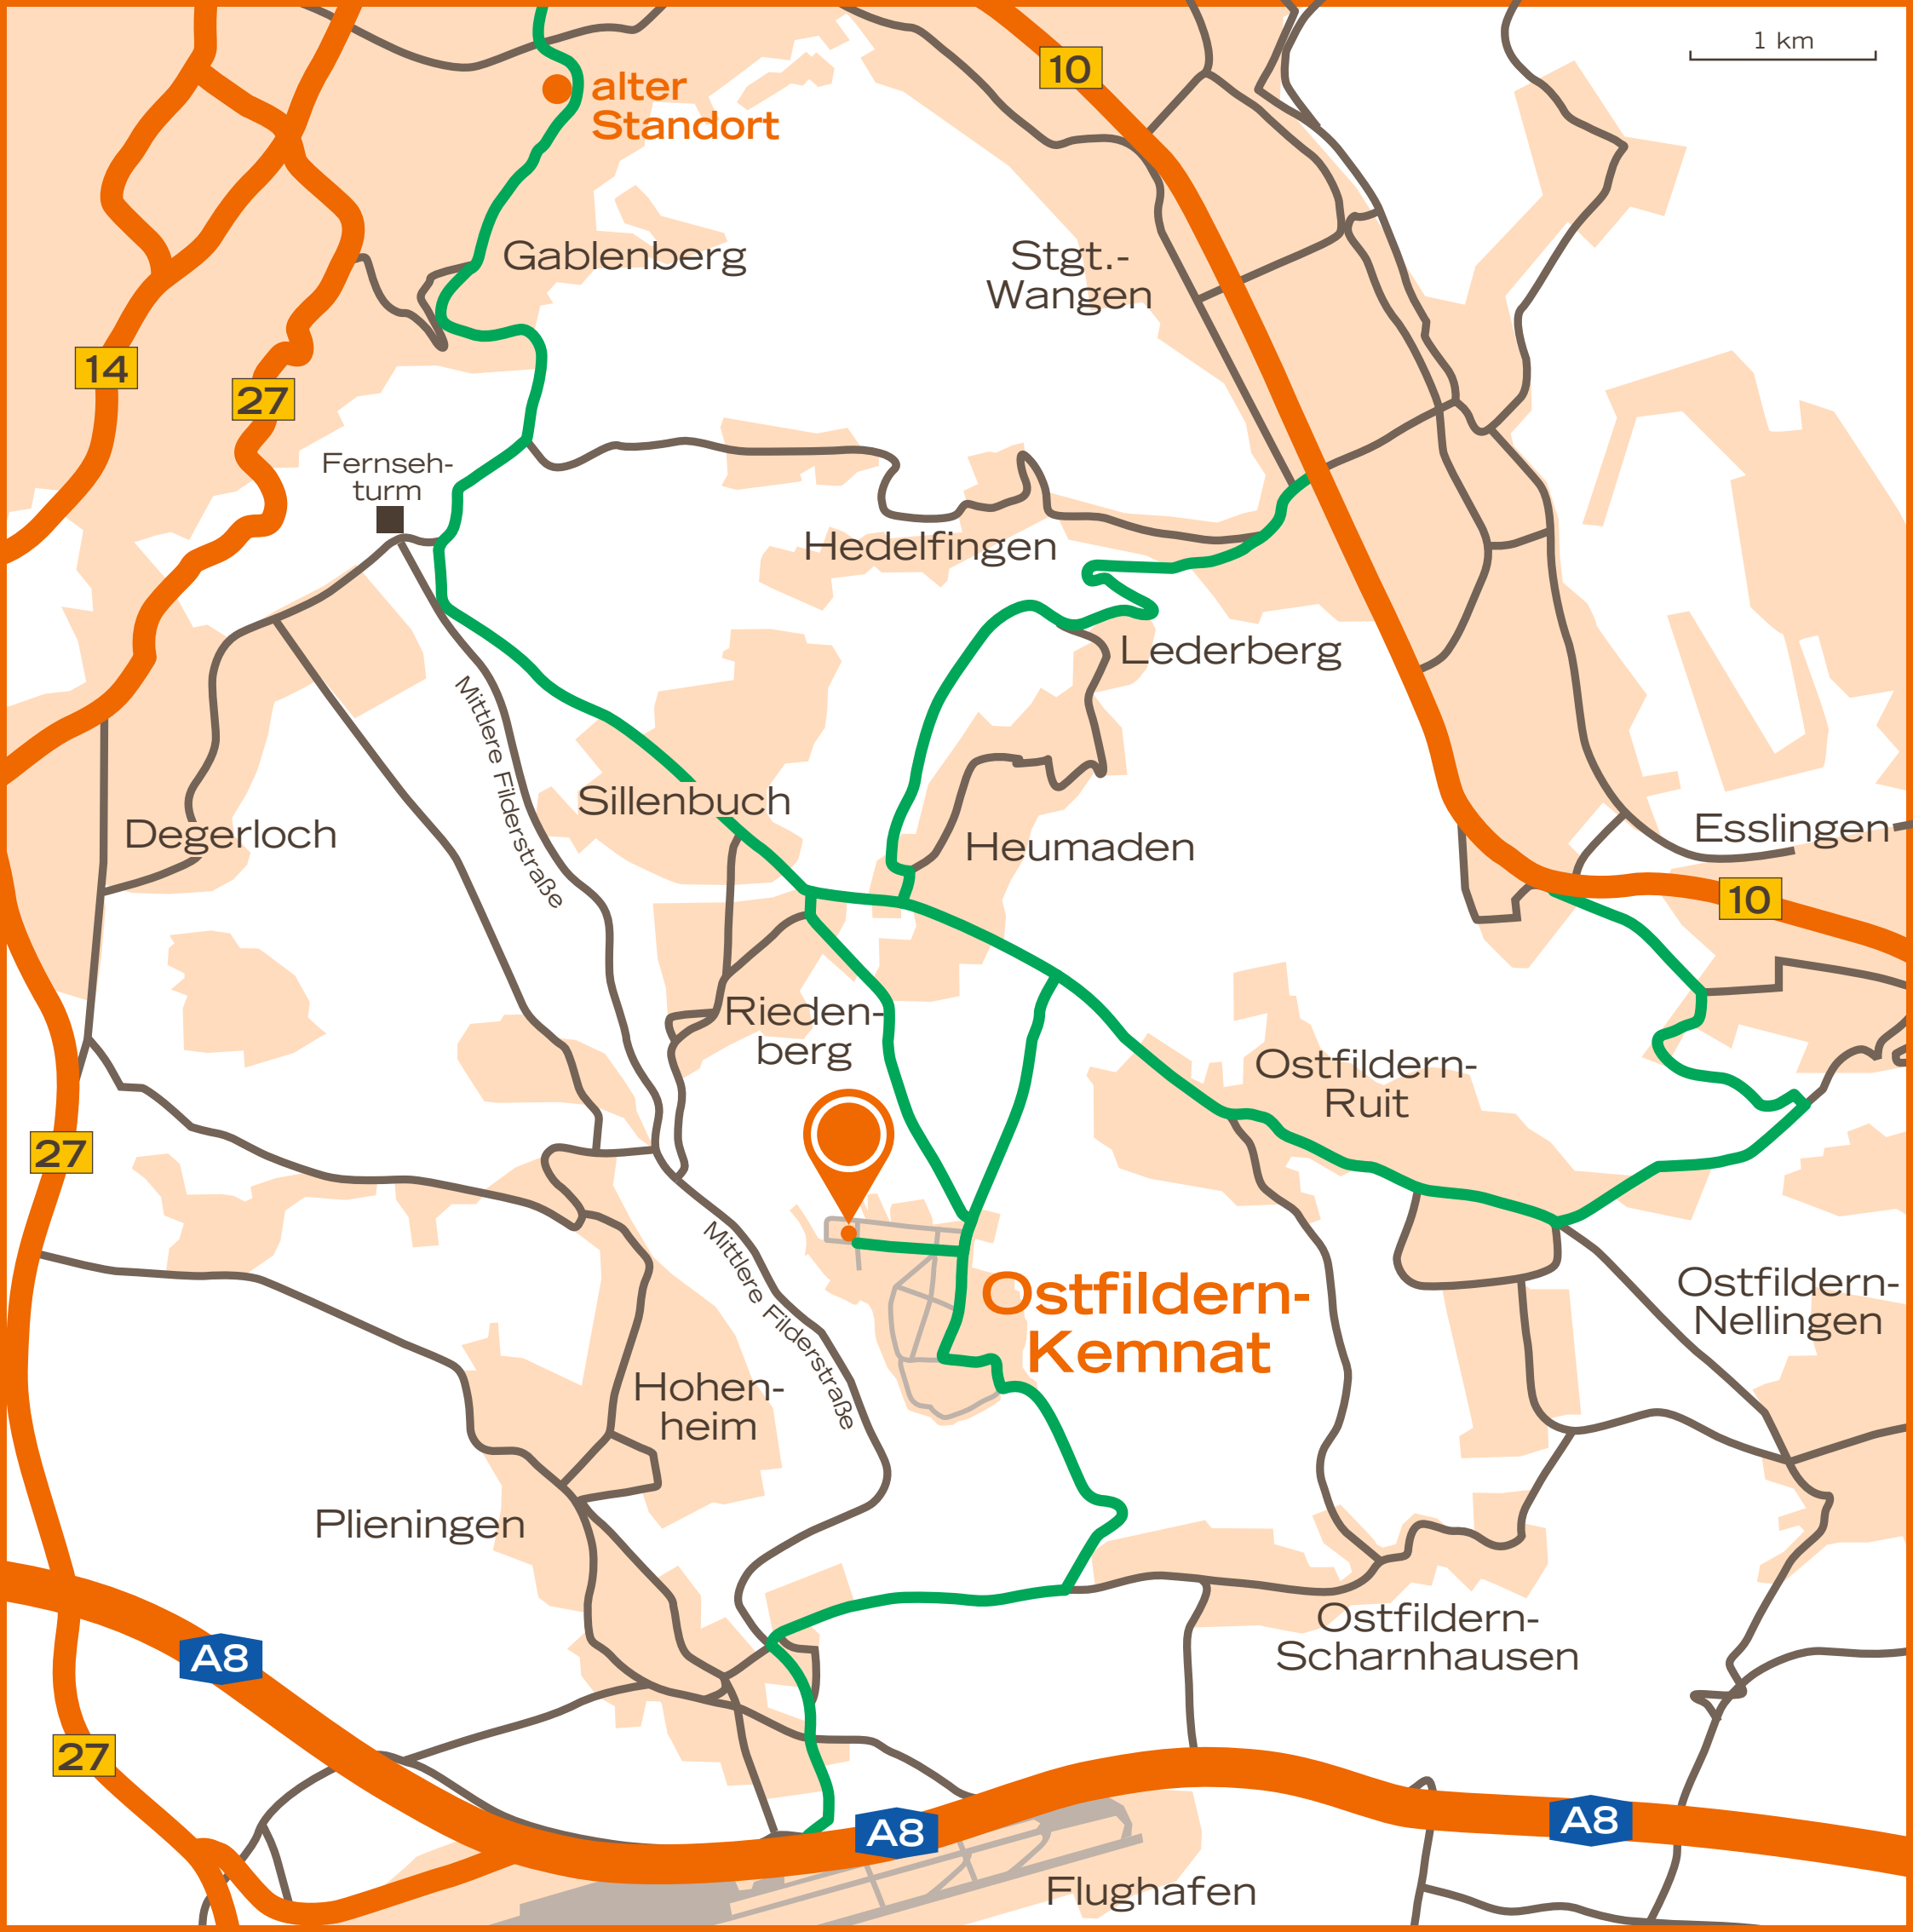 1 km
10
alter
Standort
Gablenberg
Stgt.-
Wangen
14
27
Fernseh-
turm
Hedelfingen
Lederberg
Mittlere Filderstraße
Sillenbuch
Degerloch
Heumaden
Esslingen
10
Rieden-
berg
Ostfildern-
Ruit
27
Mittlere Filderstraße
Ostfildern-
Kemnat
Ostfildern-
Nellingen
Hohen-
heim
Plieningen
Ostfildern-
Scharnhausen
A8
27
A8
A8
Flughafen